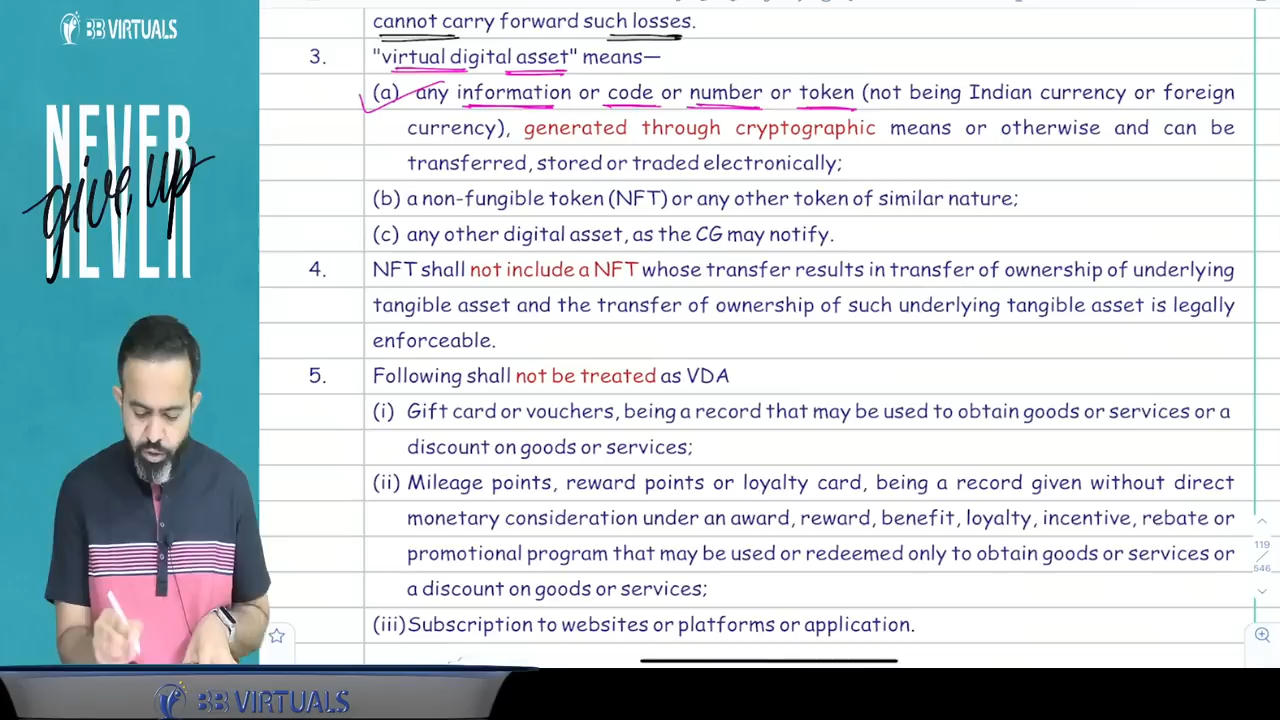 BB VIRTUALS
NEVER
give up
NEVER
cannot carry forward such losses.
3. "virtual digital asset" means—
(a) any information or code or number or token (not being Indian currency or foreign
currency), generated through cryptographic means or otherwise and can be
transferred, stored or traded electronically;
(b) a non-fungible token (NFT) or any other token of similar nature;
(c) any other digital asset, as the CG may notify.
4. NFT shall not include a NFT whose transfer results in transfer of ownership of underlying
tangible asset and the transfer of ownership of such underlying tangible asset is legally
enforceable.
5. Following shall not be treated as VDA
(i) Gift card or vouchers, being a record that may be used to obtain goods or services or a
discount on goods or services;
(ii) Mileage points, reward points or loyalty card, being a record given without direct
monetary consideration under an award, reward, benefit, loyalty, incentive, rebate or
promotional program that may be used or redeemed only to obtain goods or services or
a discount on goods or services;
(iii) Subscription to websites or platforms or application.
119
546
BB VIRTUALS